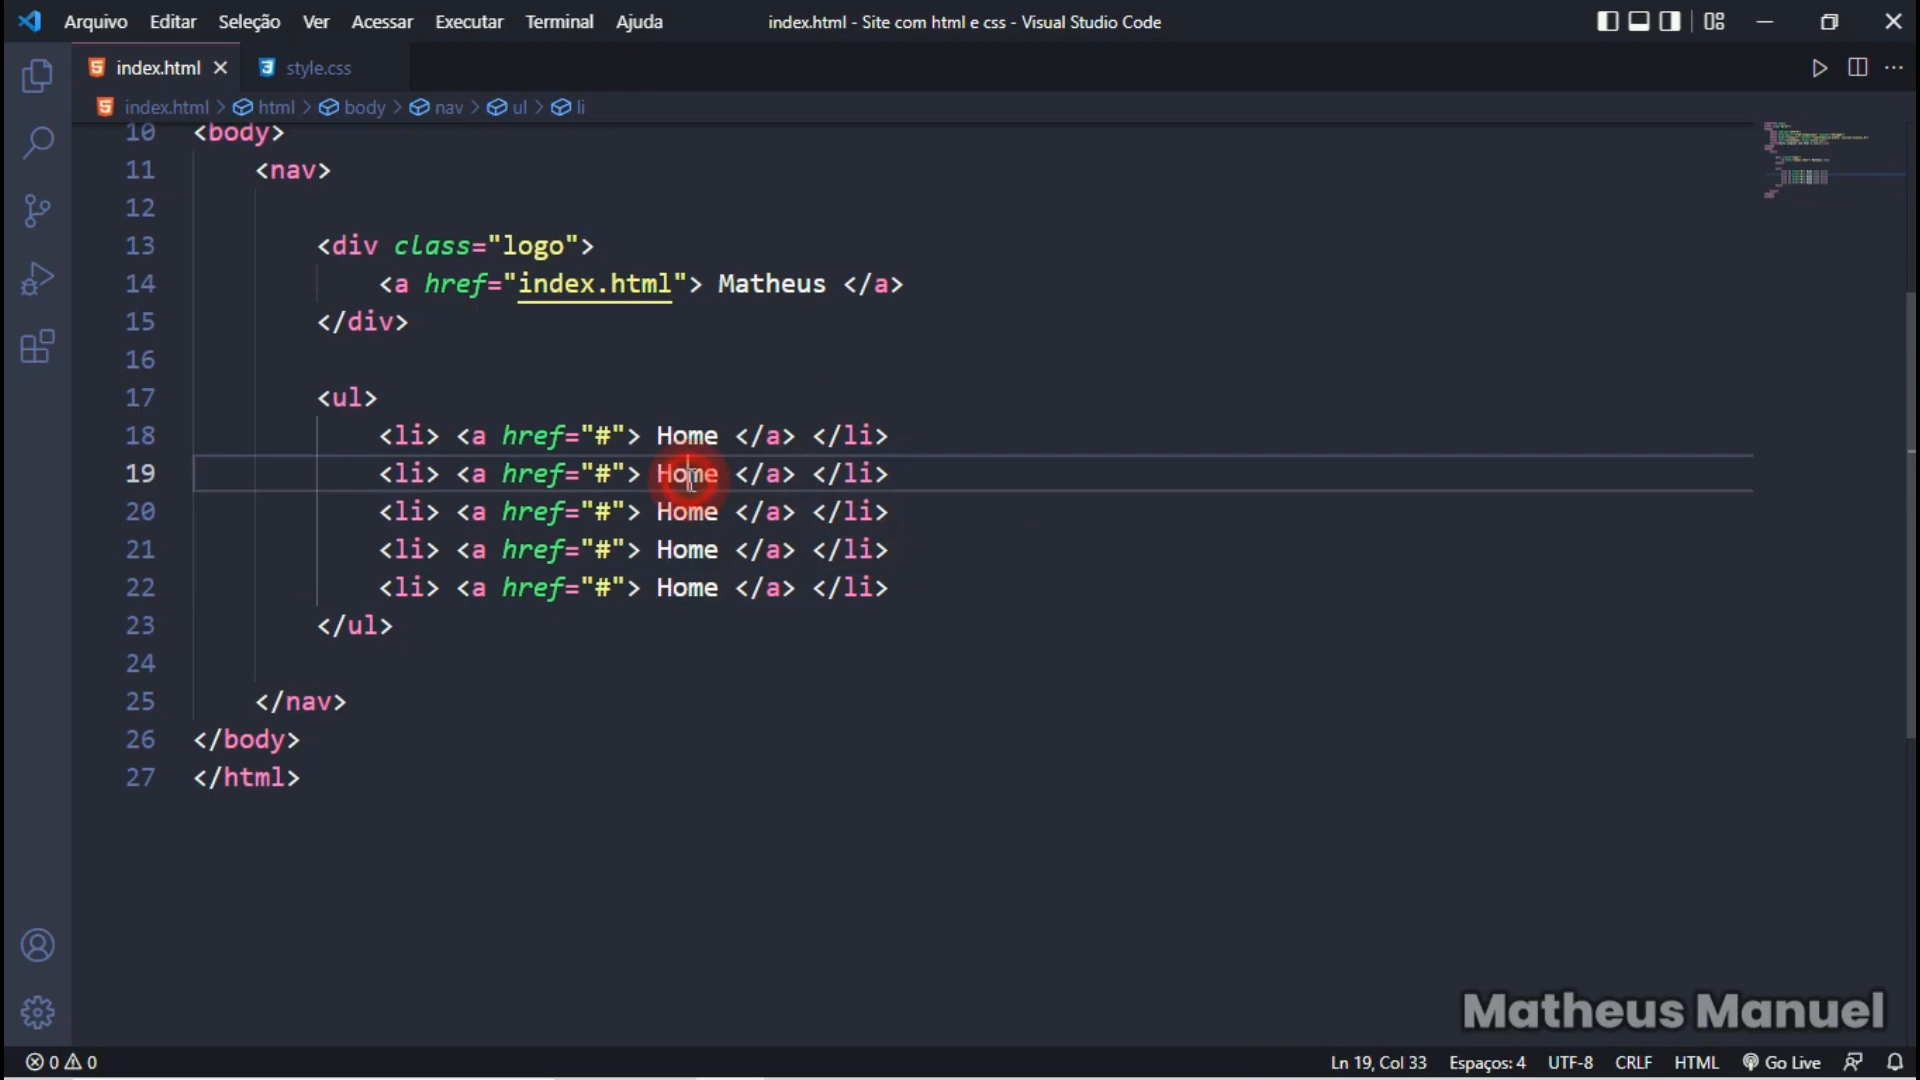 Arquivo Editar Seleção Ver Acessar Executar Terminal Ajuda index.html - Site com html e css - Visual Studio Code
index.html style.css
index.html > html > body > nav > ul > li
10 <body>
11 <nav>
12
13 <div class="logo">
14 <a href="index.html"> Matheus </a>
15 </div>
16
17 <ul>
18 <li> <a href="#"> Home </a> </li>
19 <li> <a href="#"> Home </a> </li>
20 <li> <a href="#"> Home </a> </li>
21 <li> <a href="#"> Home </a> </li>
22 <li> <a href="#"> Home </a> </li>
23 </ul>
24
25 </nav>
26 </body>
27 </html>
Matheus Manuel
0 0 Ln 19, Col 33 Espaços: 4 UTF-8 CRLF HTML Go Live